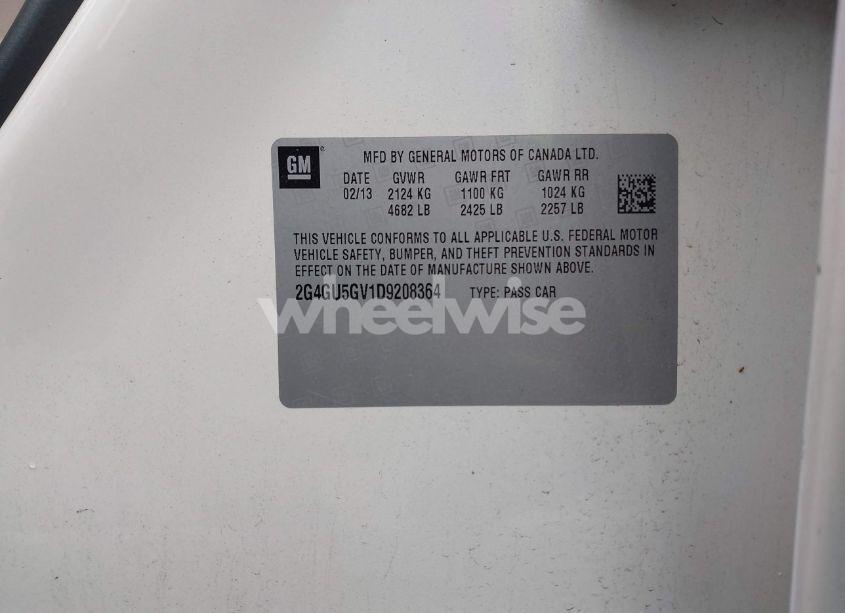 GM ®
MFD BY GENERAL MOTORS OF CANADA LTD.
DATE GVWR GAWR FRT GAWR RR
02/13 2124 KG 1100 KG 1024 KG
4682 LB 2425 LB 2257 LB
THIS VEHICLE CONFORMS TO ALL APPLICABLE U.S. FEDERAL MOTOR
VEHICLE SAFETY, BUMPER, AND THEFT PREVENTION STANDARDS IN
EFFECT ON THE DATE OF MANUFACTURE SHOWN ABOVE.
2G4GU5GV1D9208364 TYPE: PASS CAR
wheelwise